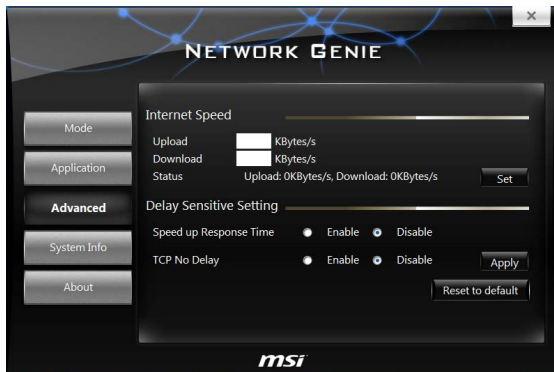 ×
NETWORK GENIE
Mode
Application
Advanced
System Info
About
Internet Speed
Upload KBytes/s
Download KBytes/s
Status Upload: 0KBytes/s, Download: 0KBytes/s Set
Delay Sensitive Setting
Speed up Response Time Enable Disable
TCP No Delay Enable Disable Apply
Reset to default
msi